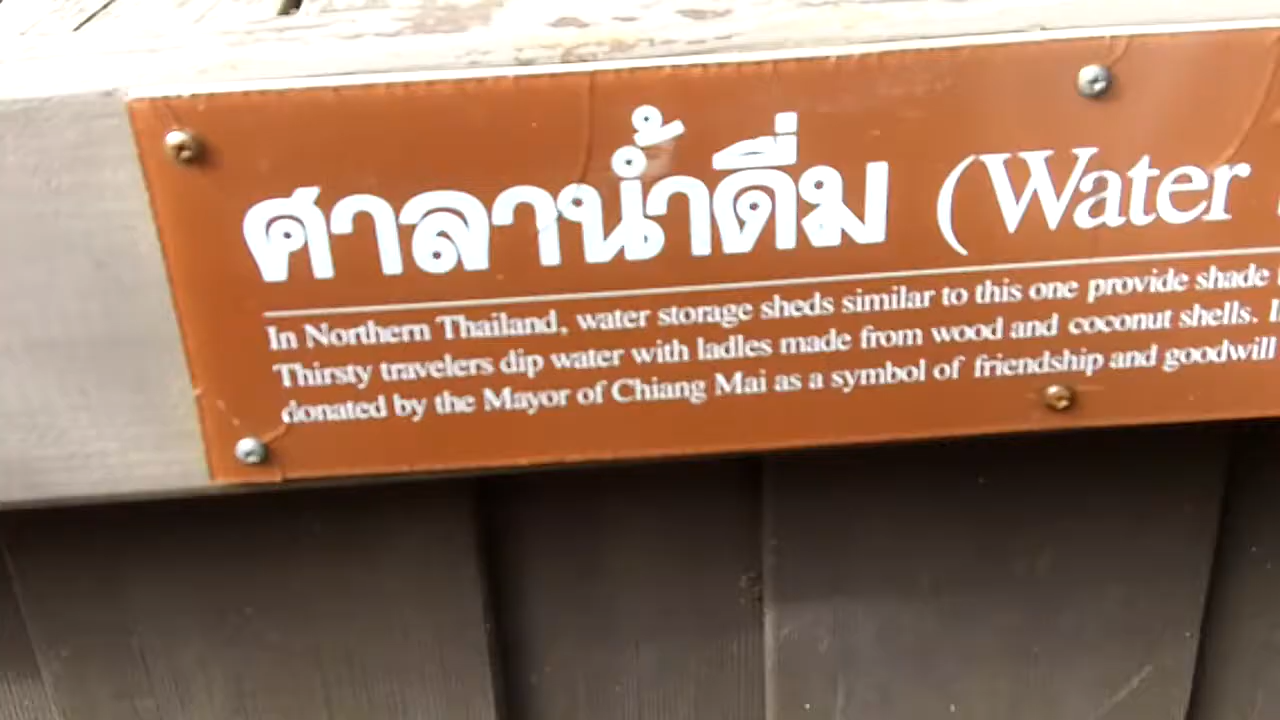 ศาลาน้ำดื่ม (Water
In Northern Thailand, water storage sheds similar to this one provide shade
Thirsty travelers dip water with ladles made from wood and coconut shells.
donated by the Mayor of Chiang Mai as a symbol of friendship and goodwill